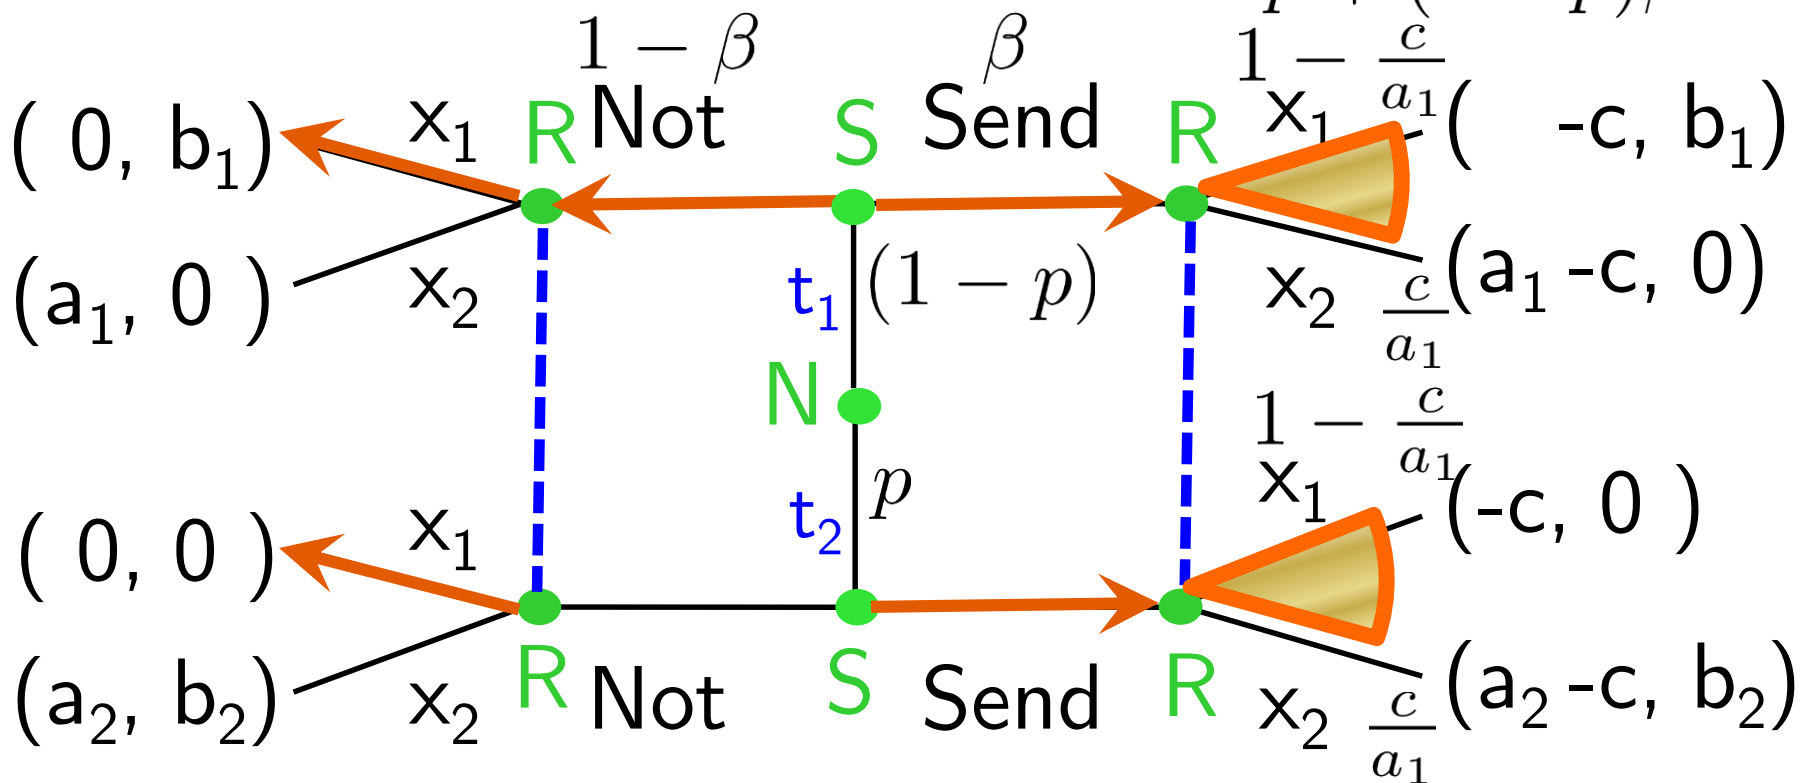 1 − β β 1 − c/a₁
( 0, b₁) x₁ R Not S Send R x₁ ( -c, b₁)
(a₁, 0 ) x₂ t₁ (1 − p) x₂ c/a₁ (a₁ -c, 0)
N 1 − c/a₁
( 0, 0 ) x₁ t₂ p x₁ (-c, 0 )
(a₂, b₂) x₂ R Not S Send R x₂ c/a₁ (a₂ -c, b₂)